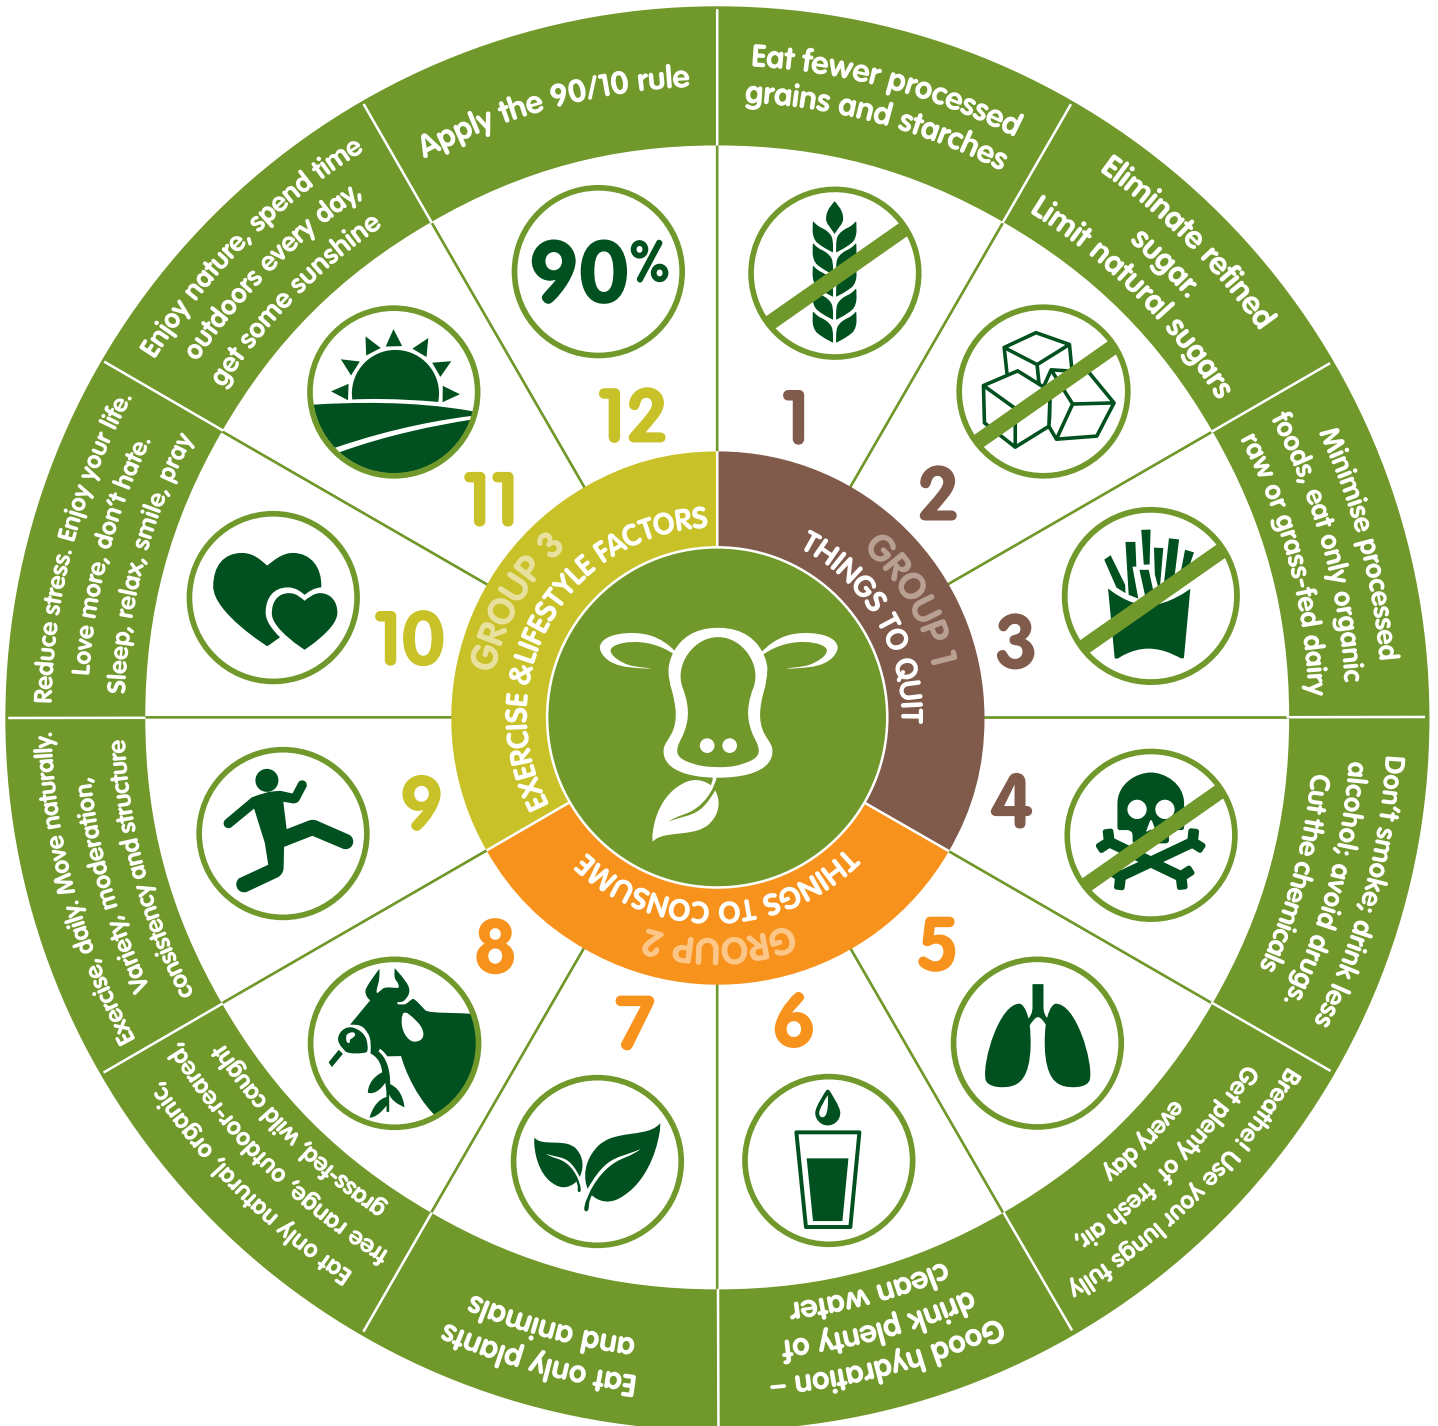 Eat fewer processed
grains and starches
1
Eliminate refined
sugar.
Limit natural sugars
2
Minimise processed
foods, eat only organic
raw or grass-fed dairy
3
Don't smoke; drink less
alcohol; avoid drugs.
Cut the chemicals
4
Breathe! Use your lungs fully
Get plenty of fresh air,
every day
5
Good hydration –
drink plenty of
clean water
6
Eat only plants
and animals
7
Eat only natural, organic,
free range, outdoor-reared,
grass-fed, wild caught
8
Exercise, daily. Move naturally.
Variety, moderation,
consistency and structure
9
Reduce stress. Enjoy your life.
Love more, don't hate.
Sleep, relax, smile, pray
10
Enjoy nature, spend time
outdoors every day,
get some sunshine
11
Apply the 90/10 rule
90%
12
GROUP 1
THINGS TO QUIT
GROUP 2
THINGS TO CONSUME
GROUP 3
EXERCISE & LIFESTYLE FACTORS